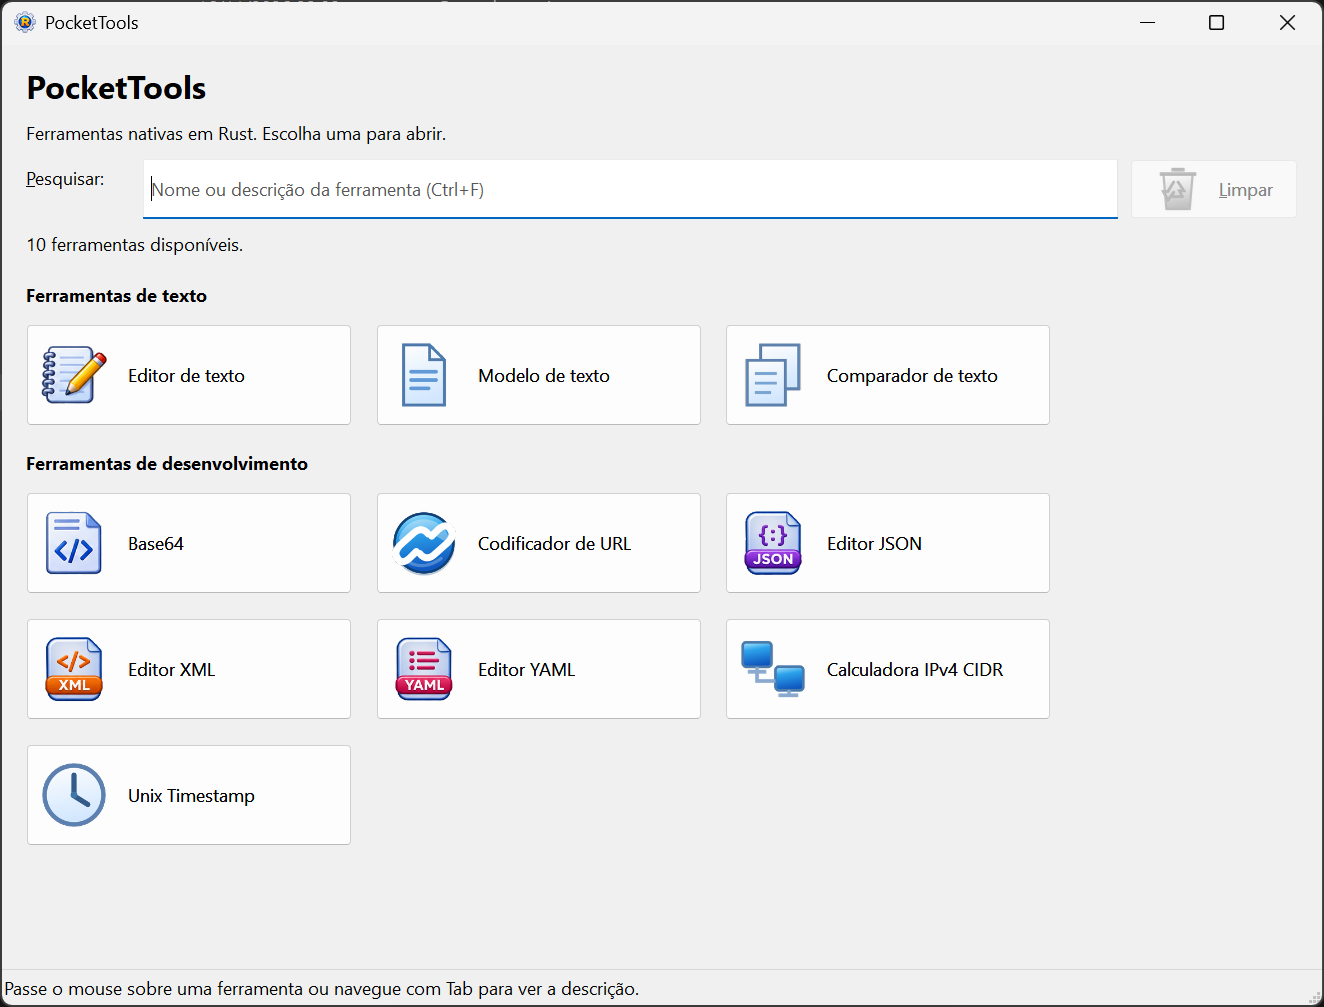 PocketTools
PocketTools
Ferramentas nativas em Rust. Escolha uma para abrir.
Pesquisar:
Nome ou descrição da ferramenta (Ctrl+F)
Limpar
10 ferramentas disponíveis.
Ferramentas de texto
Editor de texto
Modelo de texto
Comparador de texto
Ferramentas de desenvolvimento
</> Base64
Codificador de URL
{:} JSON
Editor JSON
</> XML
Editor XML
YAML
Editor YAML
Calculadora IPv4 CIDR
Unix Timestamp
Passe o mouse sobre uma ferramenta ou navegue com Tab para ver a descrição.